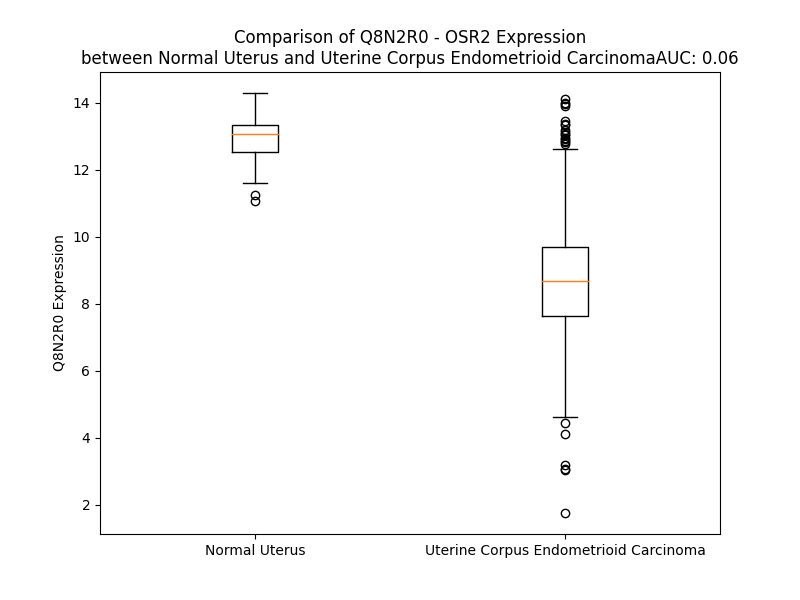 Comparison of Q8N2R0 - OSR2 Expression
between Normal Uterus and Uterine Corpus Endometrioid CarcinomaAUC: 0.06
14
12
10
8
6
4
2
Q8N2R0 Expression
Normal Uterus
Uterine Corpus Endometrioid Carcinoma